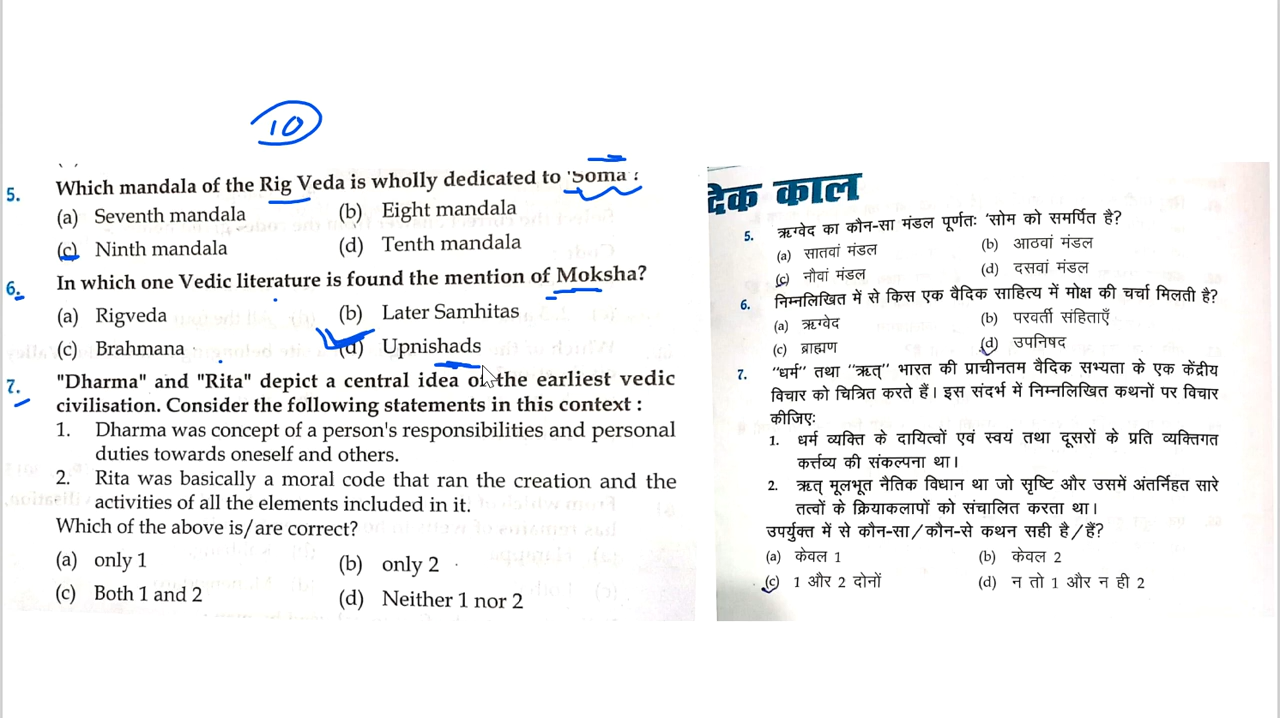 10
5. Which mandala of the Rig Veda is wholly dedicated to 'Soma'?
(a) Seventh mandala (b) Eight mandala
(c) Ninth mandala (d) Tenth mandala
6. In which one Vedic literature is found the mention of Moksha?
(a) Rigveda (b) Later Samhitas
(c) Brahmana (d) Upnishads
7. "Dharma" and "Rita" depict a central idea of the earliest vedic
civilisation. Consider the following statements in this context :
1. Dharma was concept of a person's responsibilities and personal
duties towards oneself and others.
2. Rita was basically a moral code that ran the creation and the
activities of all the elements included in it.
Which of the above is/are correct?
(a) only 1 (b) only 2
(c) Both 1 and 2 (d) Neither 1 nor 2
दिक काल
5. ऋग्वेद का कौन-सा मंडल पूर्णतः 'सोम को समर्पित है?
(a) सातवां मंडल (b) आठवां मंडल
(c) नौवां मंडल (d) दसवां मंडल
6. निम्नलिखित में से किस एक वैदिक साहित्य में मोक्ष की चर्चा मिलती है?
(a) ऋग्वेद (b) परवर्ती संहिताएँ
(c) ब्राह्मण (d) उपनिषद
7. "धर्म" तथा "ऋत्" भारत की प्राचीनतम वैदिक सभ्यता के एक केंद्रीय
विचार को चित्रित करते हैं। इस संदर्भ में निम्नलिखित कथनों पर विचार
कीजिए:
1. धर्म व्यक्ति के दायित्वों एवं स्वयं तथा दूसरों के प्रति व्यक्तिगत
कर्त्तव्य की संकल्पना था।
2. ऋत् मूलभूत नैतिक विधान था जो सृष्टि और उसमें अंतर्निहत सारे
तत्वों के क्रियाकलापों को संचालित करता था।
उपर्युक्त में से कौन-सा/कौन-से कथन सही है/हैं?
(a) केवल 1 (b) केवल 2
(c) 1 और 2 दोनों (d) न तो 1 और न ही 2